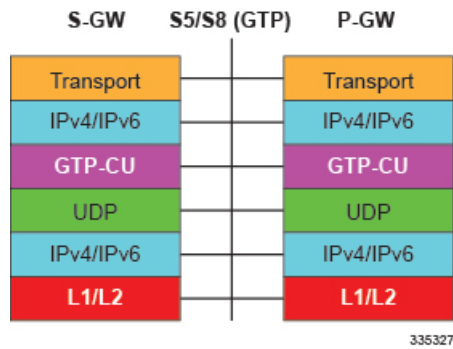 S-GW S5/S8 (GTP) P-GW
Transport Transport
IPv4/IPv6 IPv4/IPv6
GTP-CU GTP-CU
UDP UDP
IPv4/IPv6 IPv4/IPv6
L1/L2 L1/L2
335327